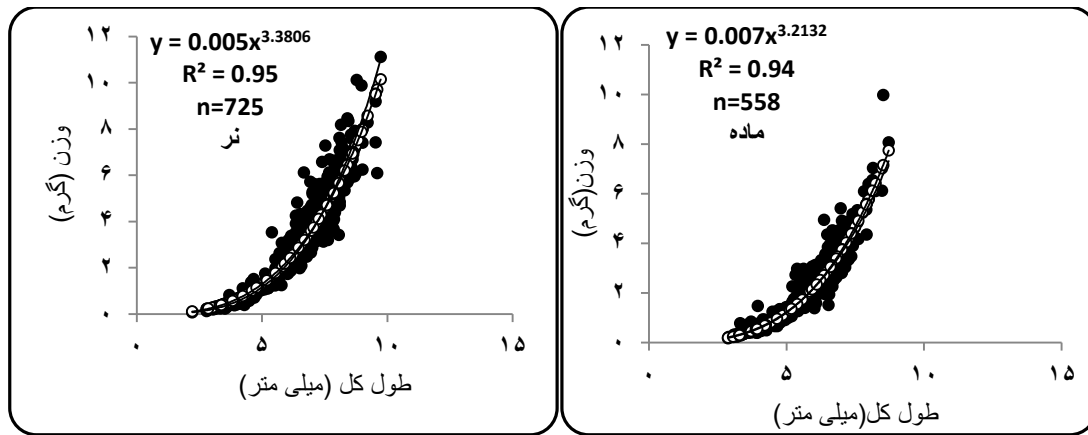 y = 0.005x^3.3806
R² = 0.95
n=725
نر
۱۲
۱۰
۸
۶
۴
۲
۰
وزن (گرم)
۰ ۵ ۱۰ ۱۵
طول کل (میلی متر)
y = 0.007x^3.2132
R² = 0.94
n=558
ماده
۱۲
۱۰
۸
۶
۴
۲
۰
وزن(گرم)
۰ ۵ ۱۰ ۱۵
طول کل(میلی متر)